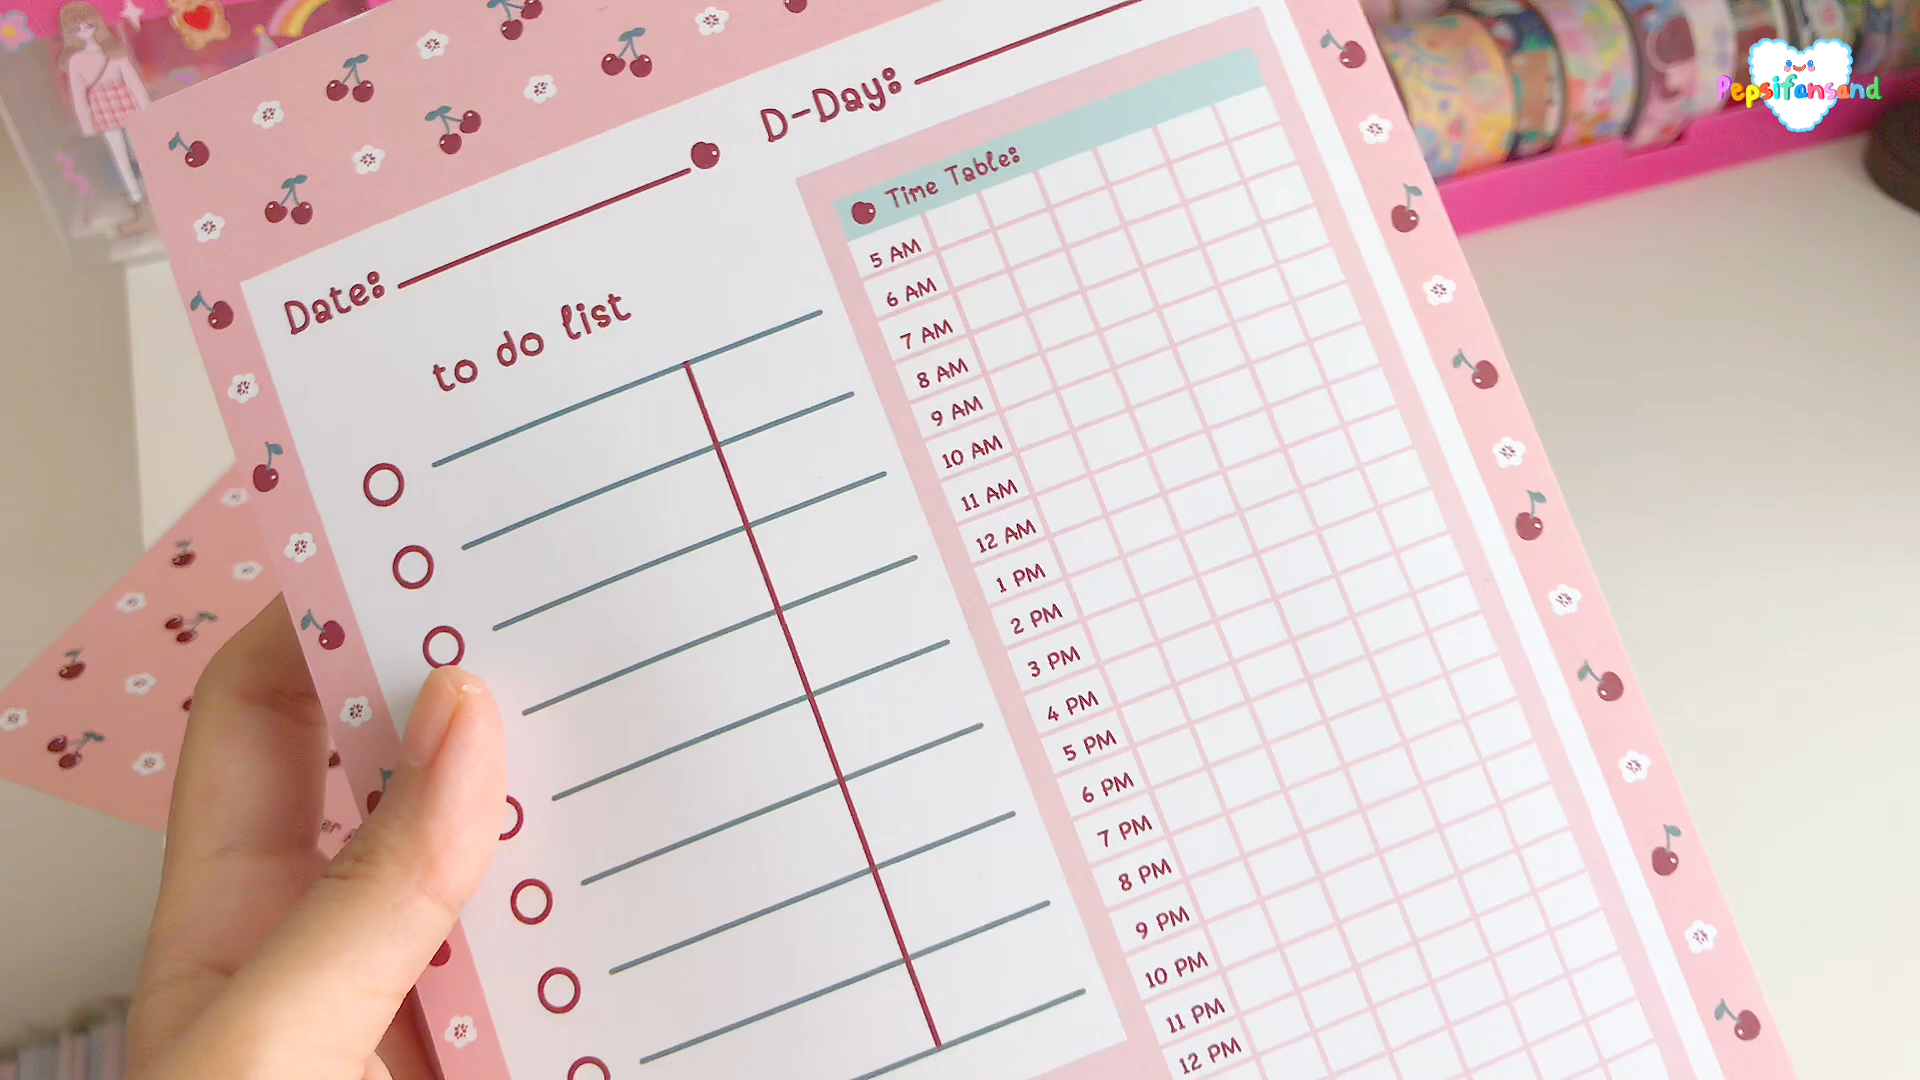 Pepsifansand
D-Day:
Date:
to do list
Time Table:
5 AM
6 AM
7 AM
8 AM
9 AM
10 AM
11 AM
12 AM
1 PM
2 PM
3 PM
4 PM
5 PM
6 PM
7 PM
8 PM
9 PM
10 PM
11 PM
12 PM